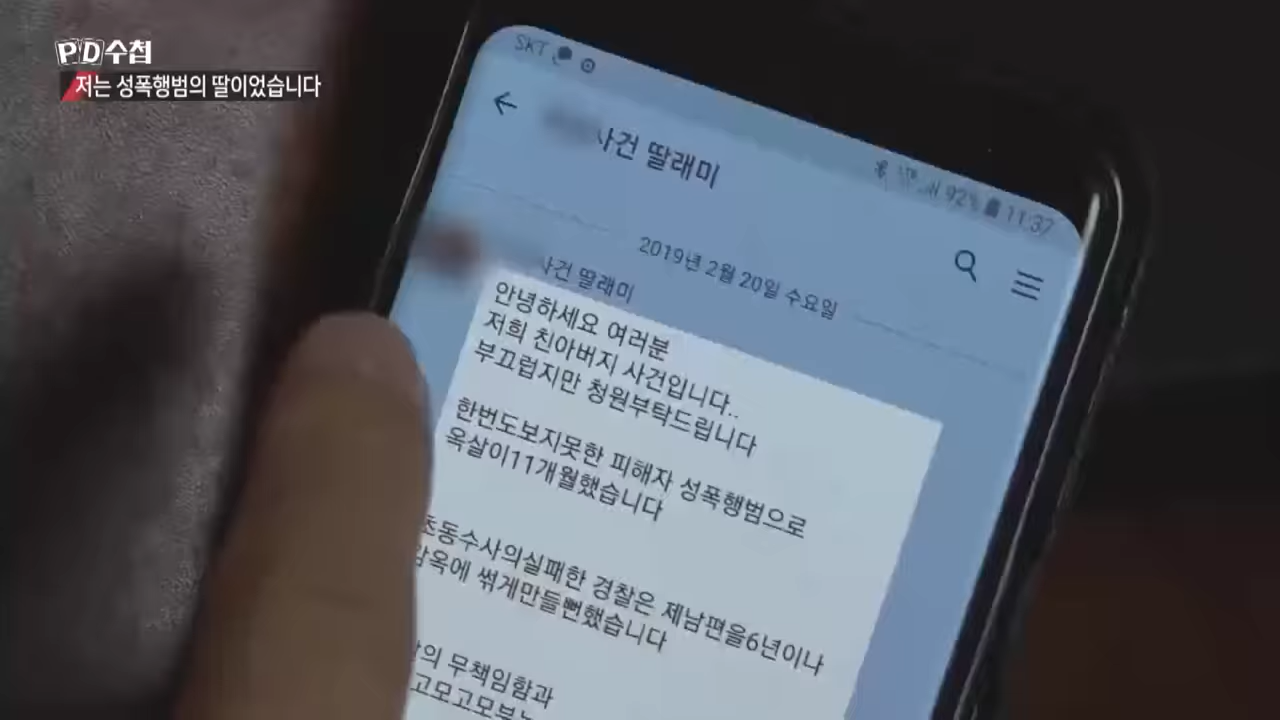 PD수첩
저는 성폭행범의 딸이었습니다
SKT
92% 11:37
사건 딸래미
2019년 2월 20일 수요일
사건 딸래미
안녕하세요 여러분
저희 친아버지 사건입니다..
부끄럽지만 청원부탁드립니다
한번도보지못한 피해자 성폭행범으로
옥살이11개월했습니다
초동수사의실패한 경찰은 제남편을6년이나
감옥에 썪게만들뻔했습니다
의 무책임함과
고모고모부는